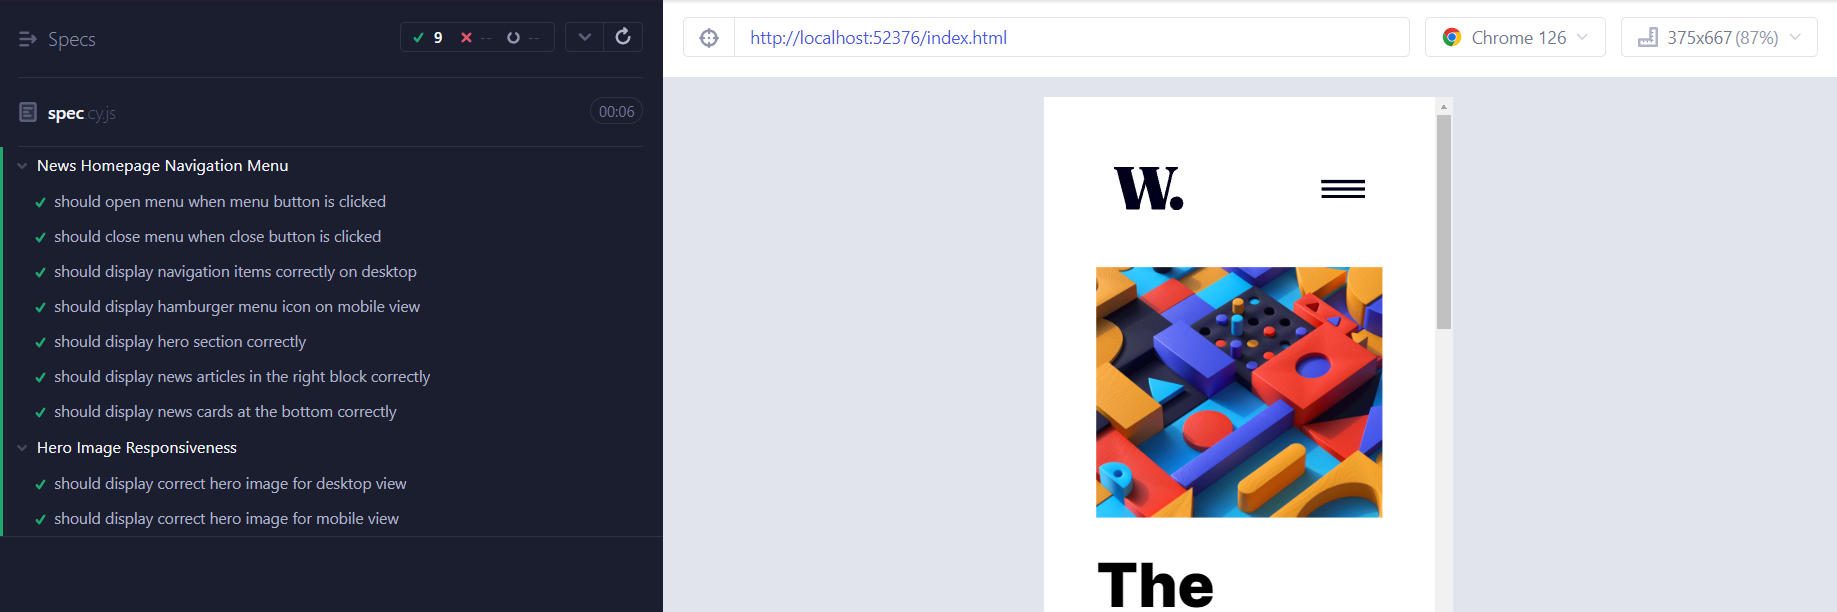 Specs
9 -- --
spec.cy.js
00:06
News Homepage Navigation Menu
should open menu when menu button is clicked
should close menu when close button is clicked
should display navigation items correctly on desktop
should display hamburger menu icon on mobile view
should display hero section correctly
should display news articles in the right block correctly
should display news cards at the bottom correctly
Hero Image Responsiveness
should display correct hero image for desktop view
should display correct hero image for mobile view
http://localhost:52376/index.html
Chrome 126
375x667 (87%)
W.
The